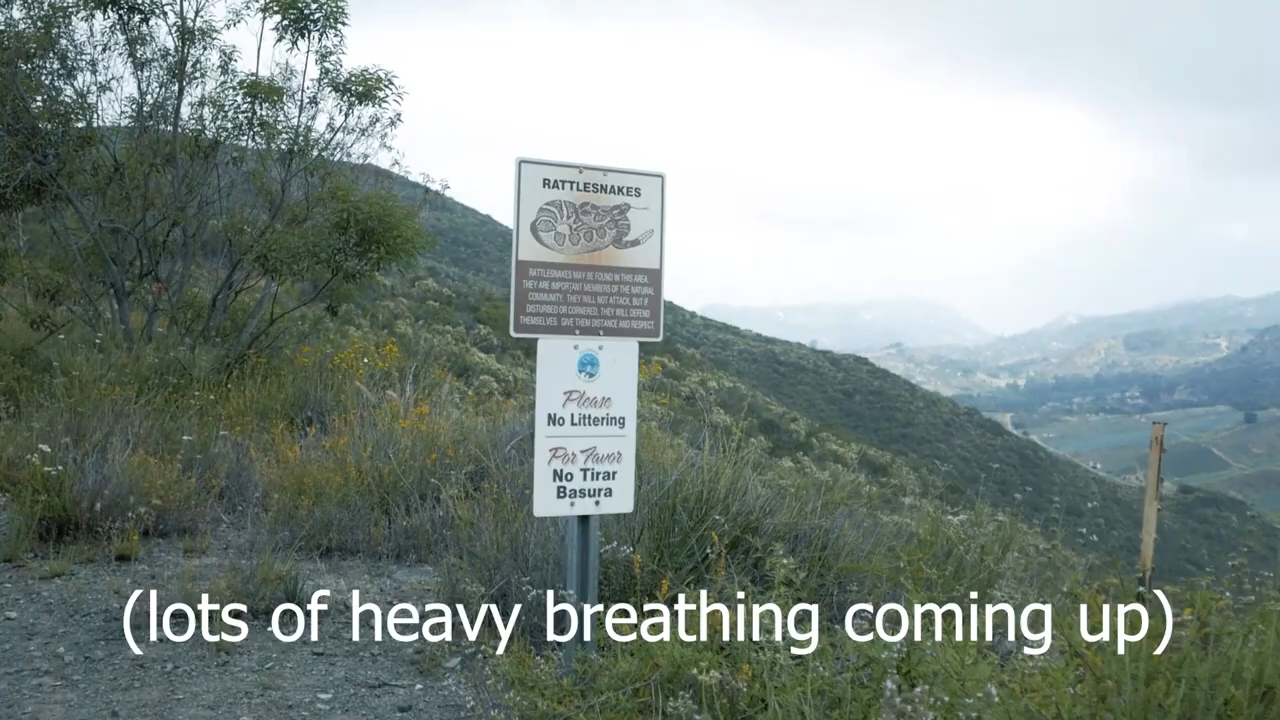 RATTLESNAKES
RATTLESNAKES MAY BE FOUND IN THIS AREA.
THEY ARE IMPORTANT MEMBERS OF THE NATURAL
COMMUNITY. THEY WILL NOT ATTACK, BUT IF
DISTURBED OR CORNERED, THEY WILL DEFEND
THEMSELVES. GIVE THEM DISTANCE AND RESPECT.
Please
No Littering
Por Favor
No Tirar
Basura
(lots of heavy breathing coming up)